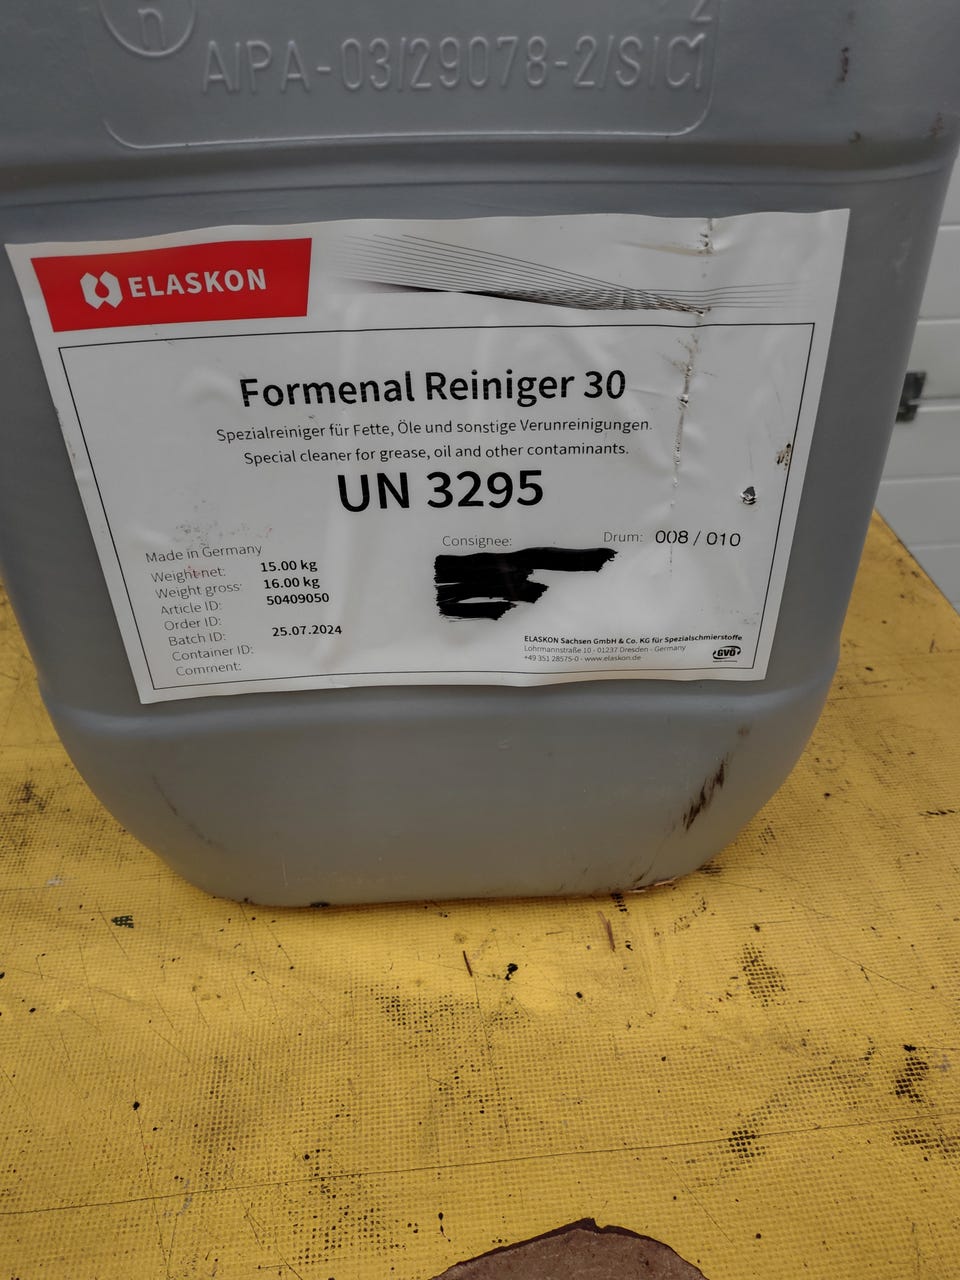 n
2
A/PA-03/29078-2/S/C1
ELASKON
Formenal Reiniger 30
Spezialreiniger für Fette, Öle und sonstige Verunreinigungen.
Special cleaner for grease, oil and other contaminants.
UN 3295
Made in Germany
Weight net: 15.00 kg
Weight gross: 16.00 kg
Article ID: 50409050
Order ID:
Batch ID: 25.07.2024
Container ID:
Comment:
Consignee:
Drum: 008 / 010
ELASKON Sachsen GmbH & Co. KG für Spezialschmierstoffe
Lohrmannstraße 10 - 01237 Dresden - Germany
+49 351 28575-0 - www.elaskon.de
GVÖ